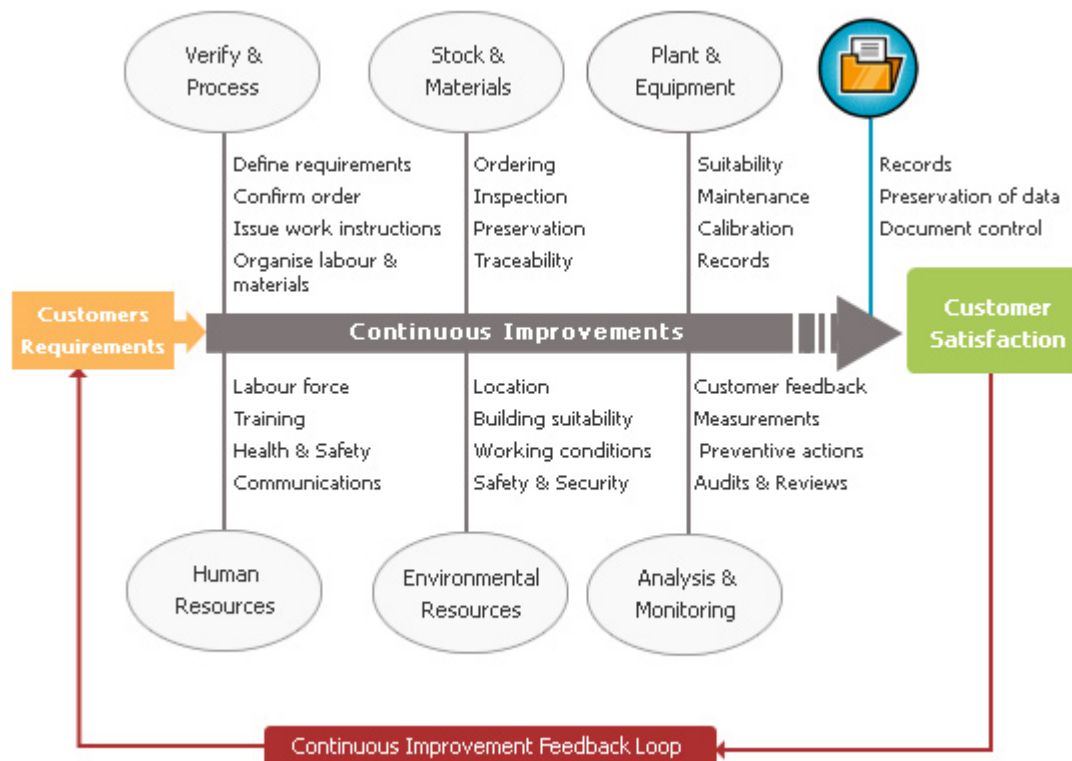 Verify &
Process
Stock &
Materials
Plant &
Equipment
Define requirements
Confirm order
Issue work instructions
Organise labour &
materials
Ordering
Inspection
Preservation
Traceability
Suitability
Maintenance
Calibration
Records
Records
Preservation of data
Document control
Customers
Requirements
Continuous Improvements
Customer
Satisfaction
Labour force
Training
Health & Safety
Communications
Location
Building suitability
Working conditions
Safety & Security
Customer feedback
Measurements
Preventive actions
Audits & Reviews
Human
Resources
Environmental
Resources
Analysis &
Monitoring
Continuous Improvement Feedback Loop